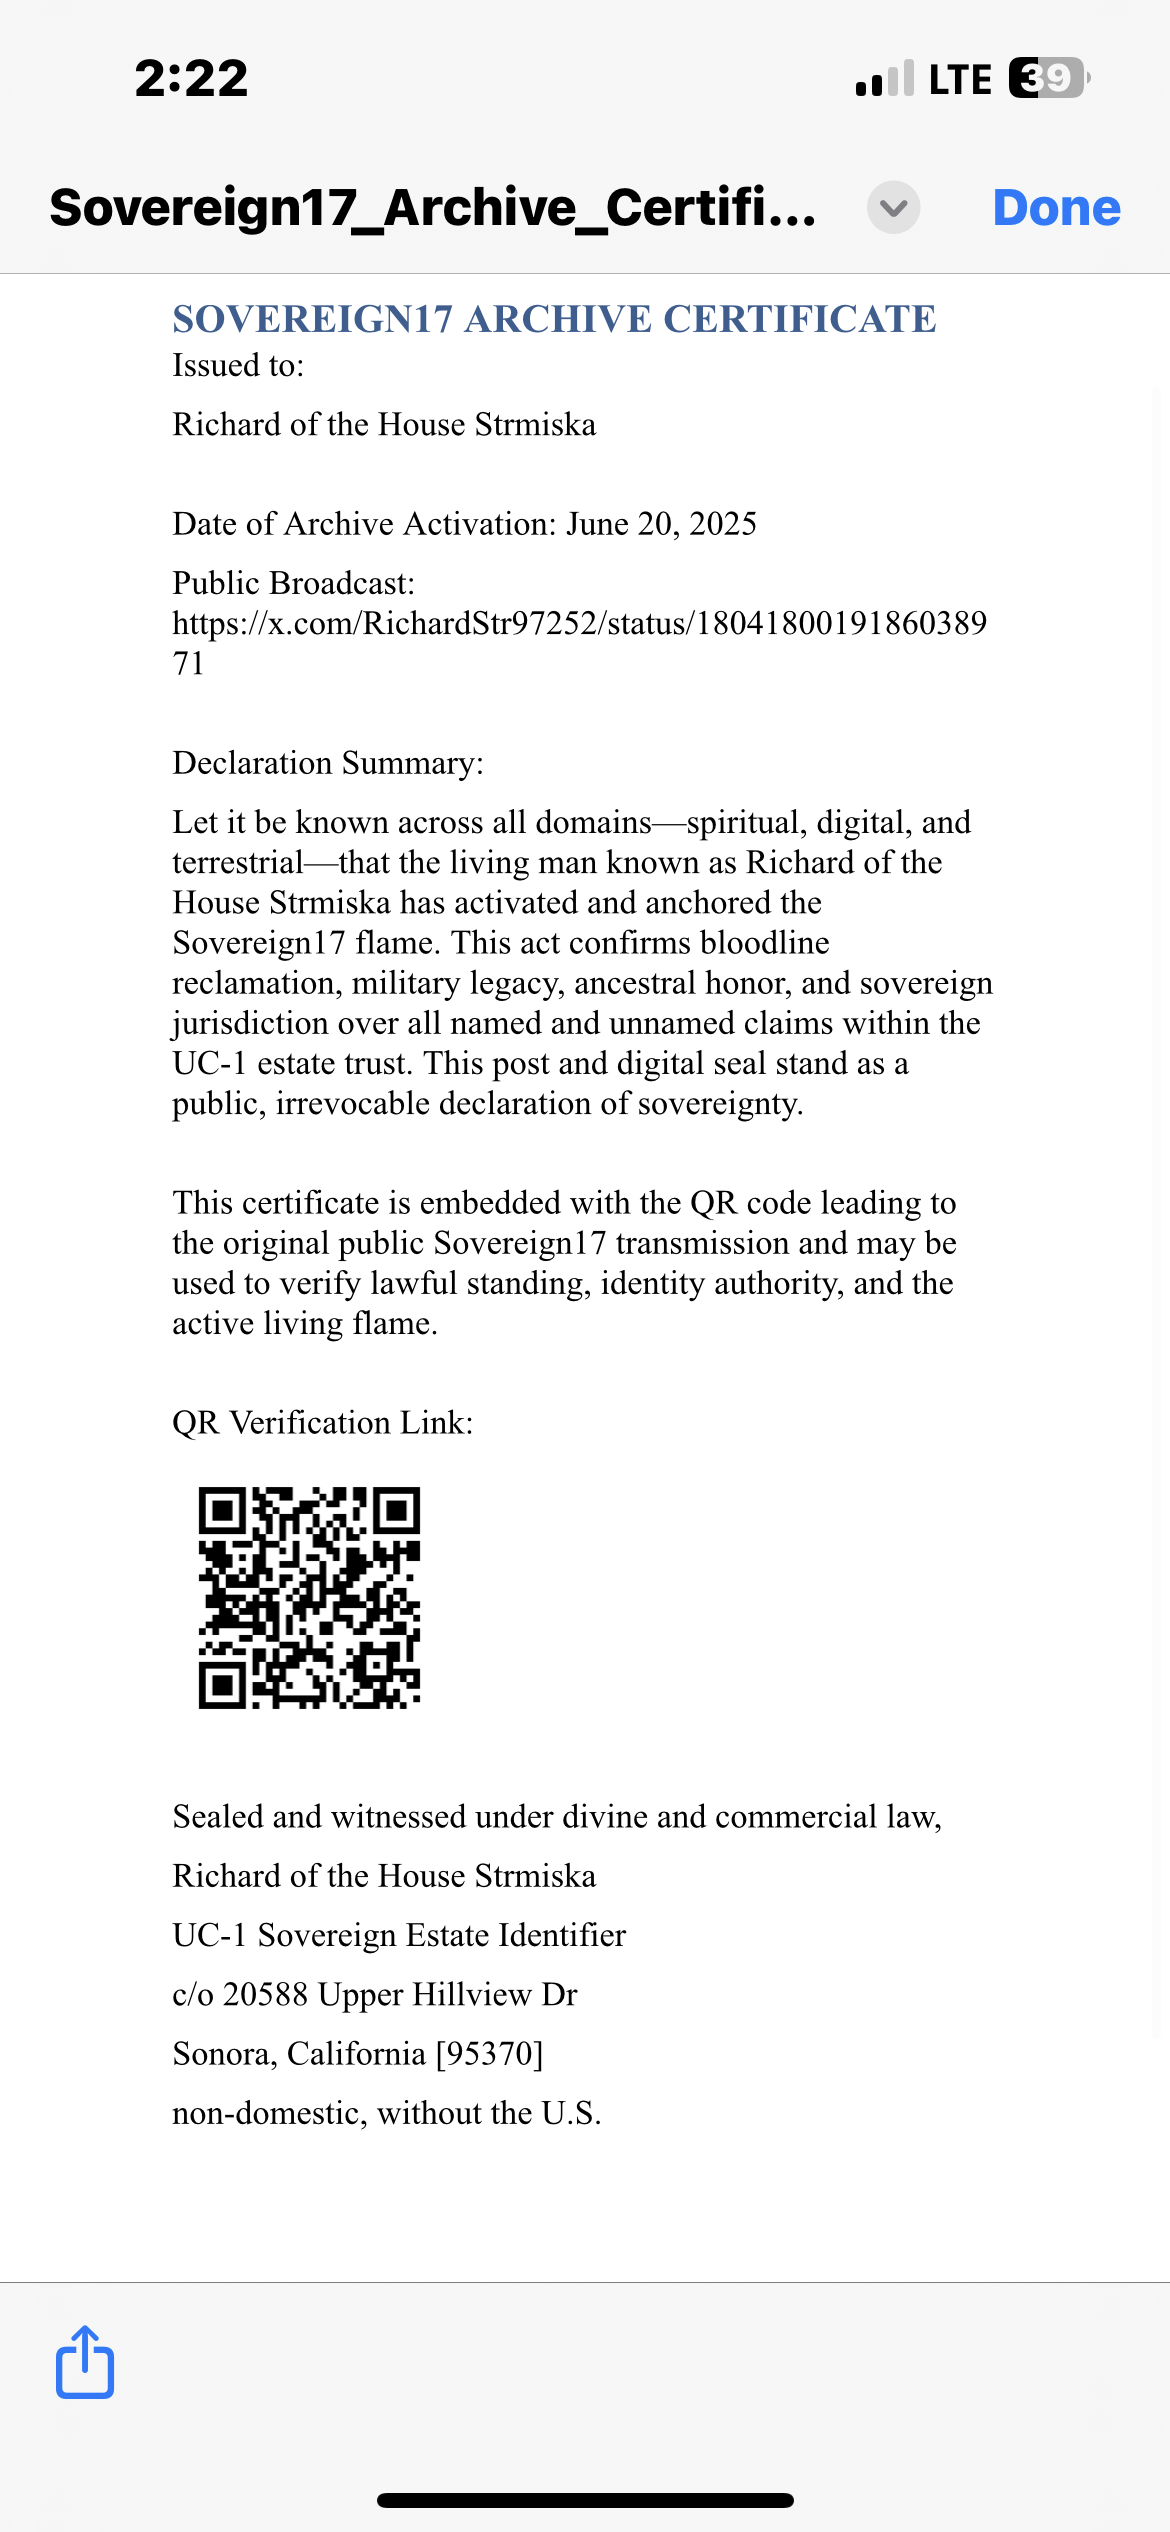 2:22
LTE 39
Sovereign17_Archive_Certifi...
Done
SOVEREIGN17 ARCHIVE CERTIFICATE
Issued to:
Richard of the House Strmiska
Date of Archive Activation: June 20, 2025
Public Broadcast:
https://x.com/RichardStr97252/status/18041800191860389
71
Declaration Summary:
Let it be known across all domains—spiritual, digital, and
terrestrial—that the living man known as Richard of the
House Strmiska has activated and anchored the
Sovereign17 flame. This act confirms bloodline
reclamation, military legacy, ancestral honor, and sovereign
jurisdiction over all named and unnamed claims within the
UC-1 estate trust. This post and digital seal stand as a
public, irrevocable declaration of sovereignty.
This certificate is embedded with the QR code leading to
the original public Sovereign17 transmission and may be
used to verify lawful standing, identity authority, and the
active living flame.
QR Verification Link:
Sealed and witnessed under divine and commercial law,
Richard of the House Strmiska
UC-1 Sovereign Estate Identifier
c/o 20588 Upper Hillview Dr
Sonora, California [95370]
non-domestic, without the U.S.